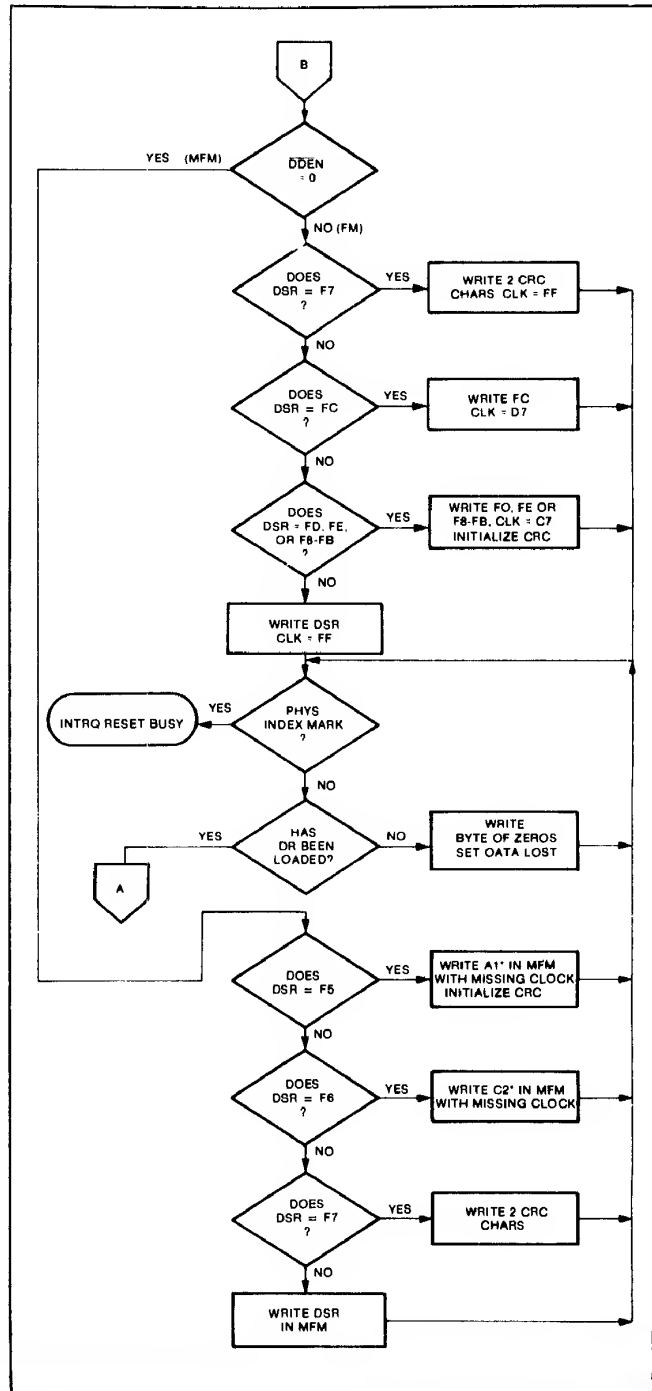 B
YES (MFM)
DDEN
= 0
NO (FM)
DOES
DSR = F7
?
YES
WRITE 2 CRC
CHARS CLK = FF
NO
DOES
DSR = FC
?
YES
WRITE FC
CLK = D7
NO
DOES
DSR = FD, FE,
OR F8-FB
?
YES
WRITE FO, FE OR
F8-FB, CLK = C7
INITIALIZE CRC
NO
WRITE DSR
CLK = FF
PHYS
INDEX MARK
?
YES
INTRQ RESET BUSY
NO
HAS
DR BEEN
LOADED?
YES
A
NO
WRITE
BYTE OF ZEROS
SET OATA LOST
DOES
DSR = F5
YES
WRITE A1* IN MFM
WITH MISSING CLOCK
INITIALIZE CRC
NO
DOES
DSR = F6
?
YES
WRITE C2* IN MFM
WITH MISSING CLOCK
NO
DOES
DSR = F7
?
YES
WRITE 2 CRC
CHARS
NO
WRITE DSR
IN MFM